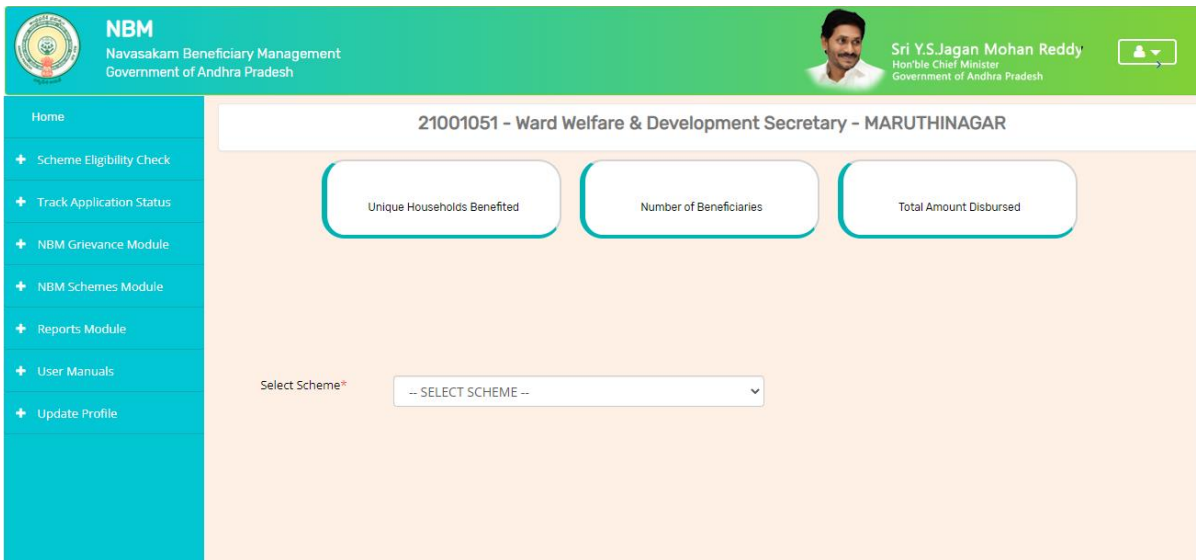 NBM
Navasakam Beneficiary Management
Government of Andhra Pradesh
Sri Y.S.Jagan Mohan Reddy
Hon'ble Chief Minister
Government of Andhra Pradesh
Home
21001051 - Ward Welfare & Development Secretary - MARUTHINAGAR
+ Scheme Eligibility Check
+ Track Application Status
+ NBM Grievance Module
+ NBM Schemes Module
+ Reports Module
+ User Manuals
+ Update Profile
Unique Households Benefited
Number of Beneficiaries
Total Amount Disbursed
Select Scheme*
-- SELECT SCHEME --